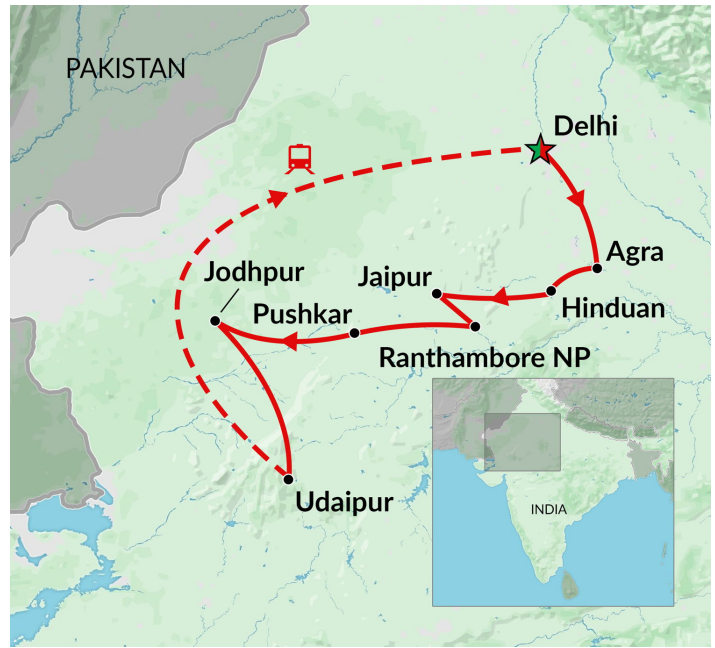 PAKISTAN
Delhi
Agra
Jodhpur
Jaipur
Hinduan
Pushkar
Ranthambore NP
Udaipur
INDIA